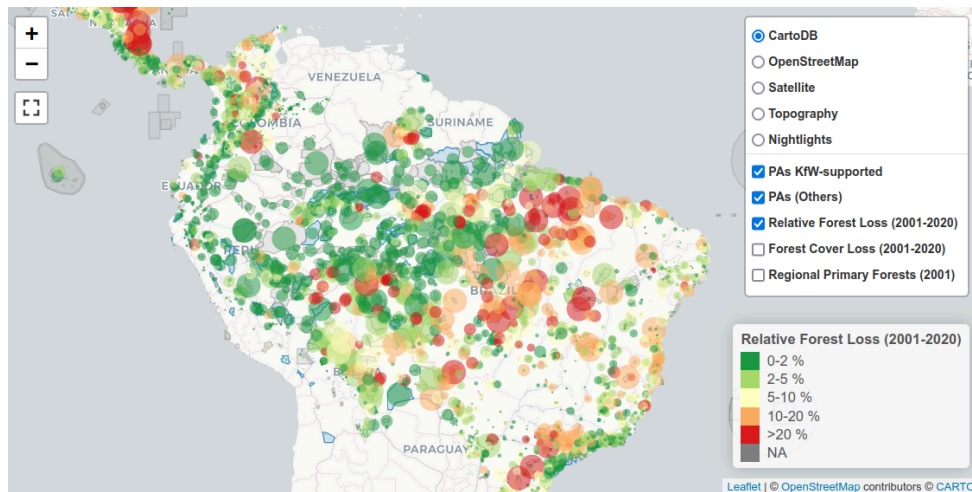 +
−
VENEZUELA
SURINAME
COLOMBIA
ECUADOR
PERU
BRAZIL
BOLIVIA
PARAGUAY
CartoDB
OpenStreetMap
Satellite
Topography
Nightlights
PAs KfW-supported
PAs (Others)
Relative Forest Loss (2001-2020)
Forest Cover Loss (2001-2020)
Regional Primary Forests (2001)
Relative Forest Loss (2001-2020)
0-2 %
2-5 %
5-10 %
10-20 %
>20 %
NA
Leaflet | © OpenStreetMap contributors © CARTO